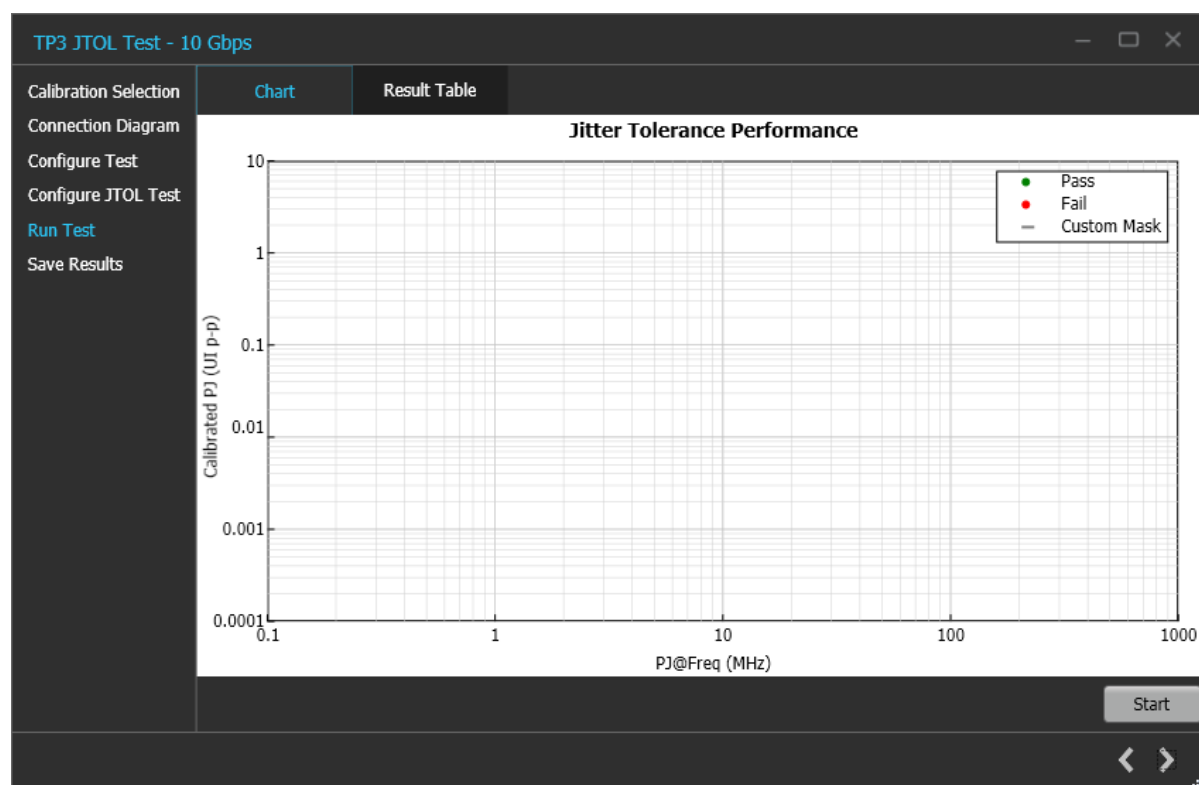 TP3 JTOL Test - 10 Gbps
Calibration Selection
Connection Diagram
Configure Test
Configure JTOL Test
Run Test
Save Results
Chart
Result Table
Jitter Tolerance Performance
Pass
Fail
Custom Mask
Calibrated PJ (UI p-p)
10
1
0.1
0.01
0.001
0.0001
0.1
1
10
100
1000
PJ@Freq (MHz)
Start